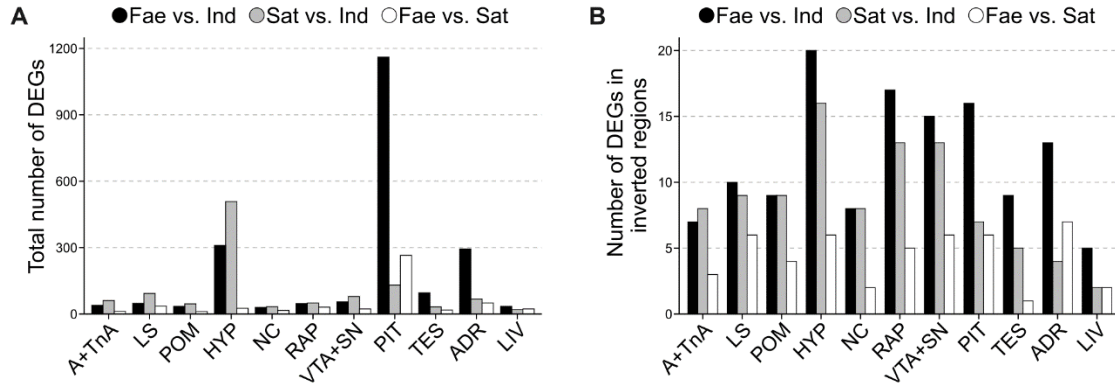 A
Fae vs. Ind Sat vs. Ind Fae vs. Sat
Total number of DEGs
1200
900
600
300
0
A+TnA
LS
POM
HYP
NC
RAP
VTA+SN
PIT
TES
ADR
LIV
B
Fae vs. Ind Sat vs. Ind Fae vs. Sat
Number of DEGs in
inverted regions
20
15
10
5
0
A+TnA
LS
POM
HYP
NC
RAP
VTA+SN
PIT
TES
ADR
LIV